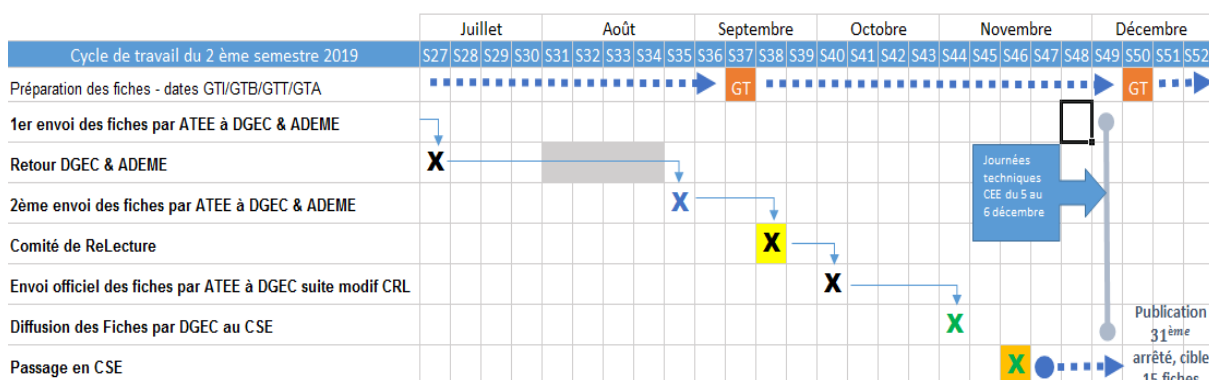 Juillet Août Septembre Octobre Novembre Décembre
Cycle de travail du 2 ème semestre 2019 S27 S28 S29 S30 S31 S32 S33 S34 S35 S36 S37 S38 S39 S40 S41 S42 S43 S44 S45 S46 S47 S48 S49 S50 S51 S52
Préparation des fiches - dates GTI/GTB/GTT/GTA GT GT
1er envoi des fiches par ATEE à DGEC & ADEME
Retour DGEC & ADEME X
2ème envoi des fiches par ATEE à DGEC & ADEME X
Comité de ReLecture X
Envoi officiel des fiches par ATEE à DGEC suite modif CRL X
Diffusion des Fiches par DGEC au CSE X
Passage en CSE X
Journées
techniques
CEE du 5 au
6 décembre
Publication
31ème
arrêté, cible
15 fiches